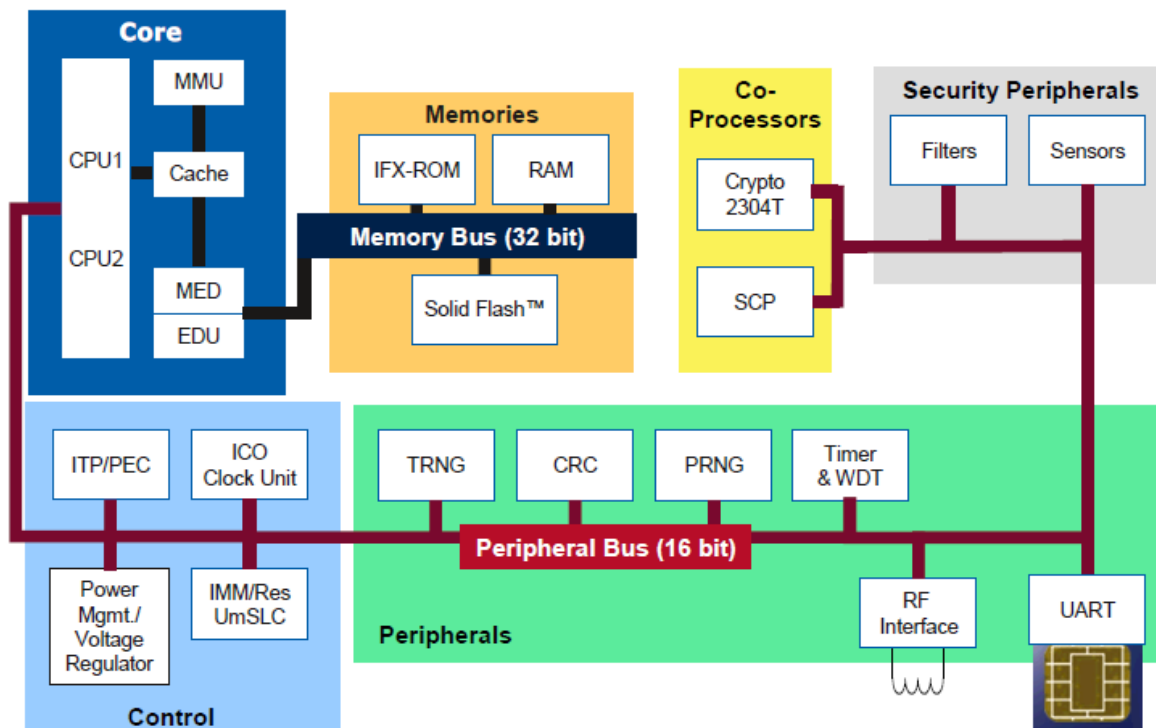 Core
CPU1
CPU2
MMU
Cache
MED
EDU
Memories
IFX-ROM
RAM
Memory Bus (32 bit)
Solid Flash™
Co-
Processors
Crypto
2304T
SCP
Security Peripherals
Filters
Sensors
ITP/PEC
ICO
Clock Unit
Power
Mgmt./
Voltage
Regulator
IMM/Res
UmSLC
Control
TRNG
CRC
PRNG
Timer
& WDT
Peripheral Bus (16 bit)
RF
Interface
UART
Peripherals